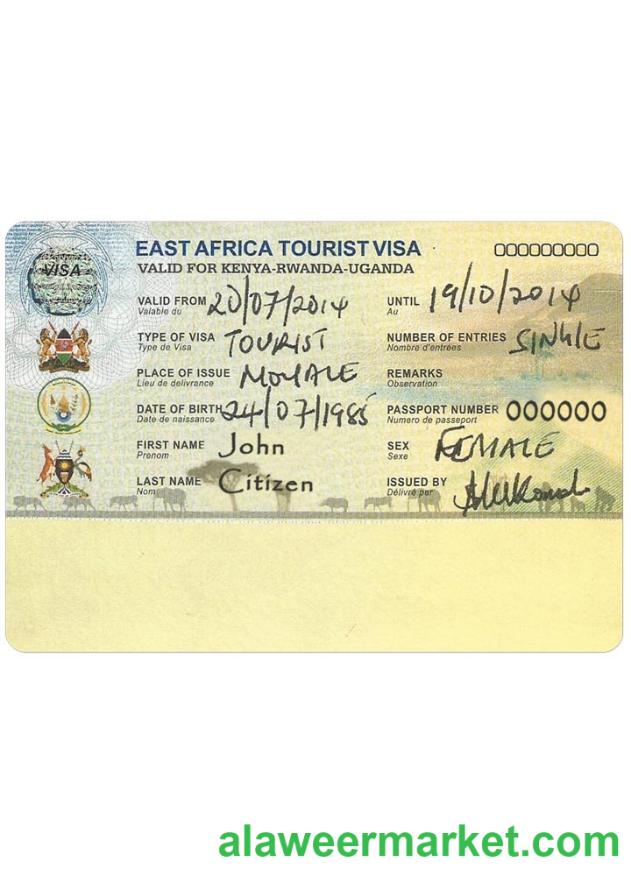 VISA
EAST AFRICA TOURIST VISA
OOOOOOOOO
VALID FOR KENYA-RWANDA-UGANDA
VALID FROM 20/07/2014 UNTIL 19/10/2014
Valable du Au
TYPE OF VISA TOURIST NUMBER OF ENTRIES SINGLE
Type de Visa Nombre d'entrées
PLACE OF ISSUE MOYALE REMARKS
Lieu de delivrance Observation
DATE OF BIRTH 24/07/1985 PASSPORT NUMBER 000000
Date de naissance Numero de passeport
FIRST NAME John SEX FEMALE
Prenom Sexe
LAST NAME Citizen ISSUED BY
Nom Délivré par
alaweermarket.com